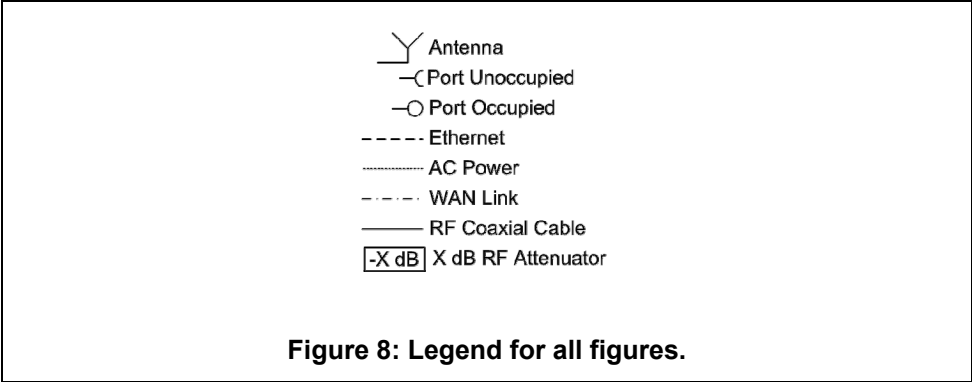 Antenna
Port Unoccupied
Port Occupied
Ethernet
AC Power
WAN Link
RF Coaxial Cable
-X dB X dB RF Attenuator
Figure 8: Legend for all figures.